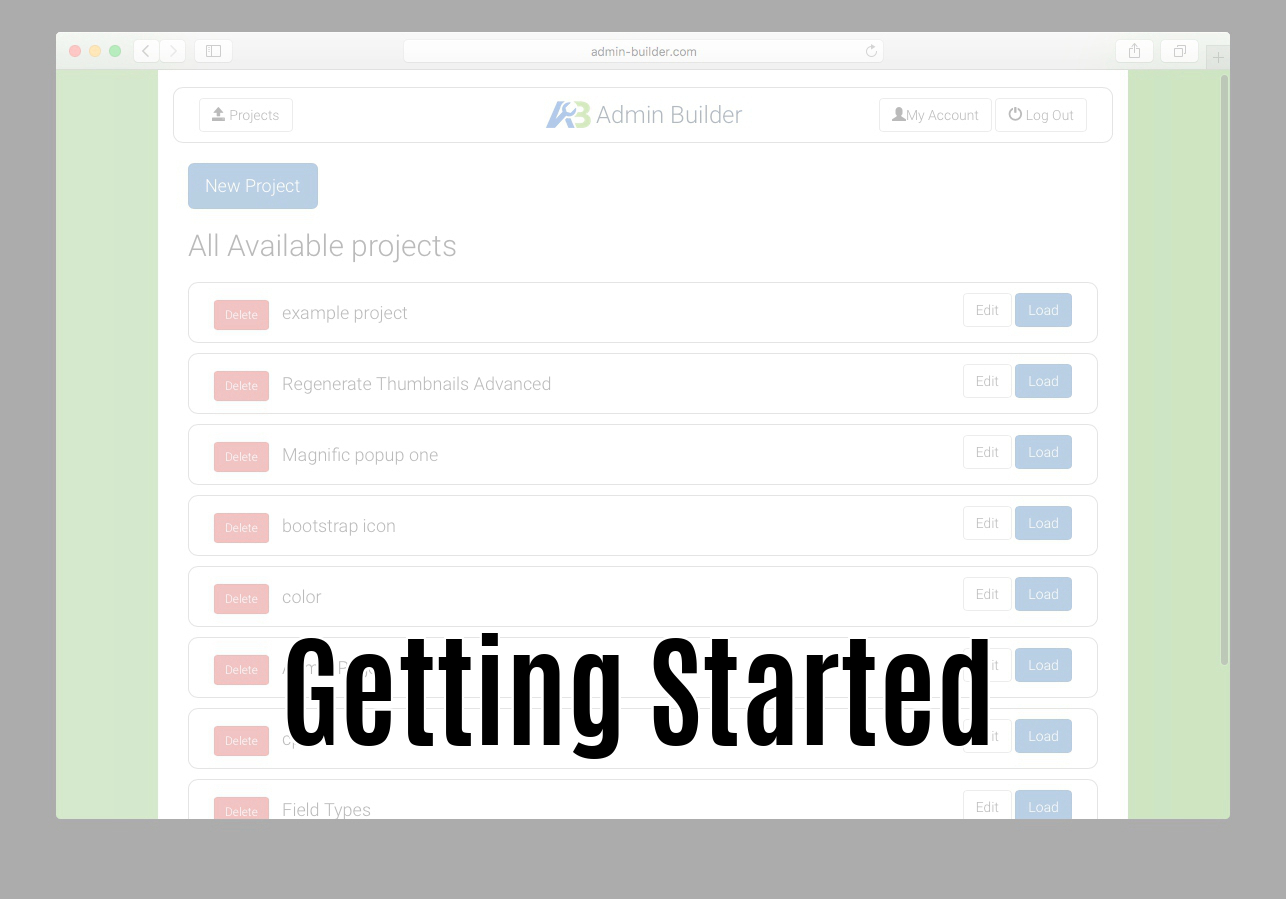 admin-builder.com
Projects
Admin Builder
My Account
Log Out
New Project
All Available projects
Delete example project Edit Load
Delete Regenerate Thumbnails Advanced Edit Load
Delete Magnific popup one Edit Load
Delete bootstrap icon Edit Load
Delete color Edit Load
Delete Load
Getting Started
Delete Load
Delete Field Types Edit Load